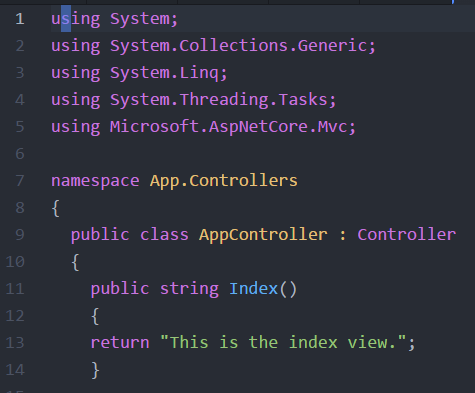 1 using System;
2 using System.Collections.Generic;
3 using System.Linq;
4 using System.Threading.Tasks;
5 using Microsoft.AspNetCore.Mvc;
6
7 namespace App.Controllers
8 {
9 public class AppController : Controller
10 {
11 public string Index()
12 {
13 return "This is the index view.";
14 }